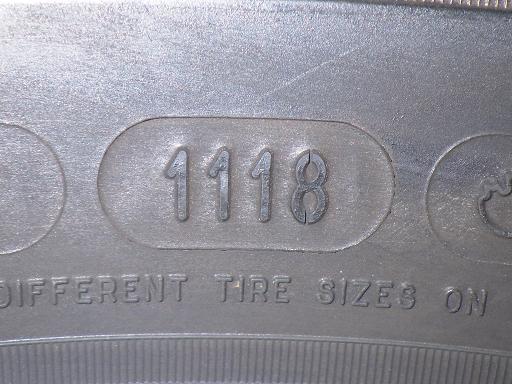 1118
DIFFERENT TIRE SIZES ON